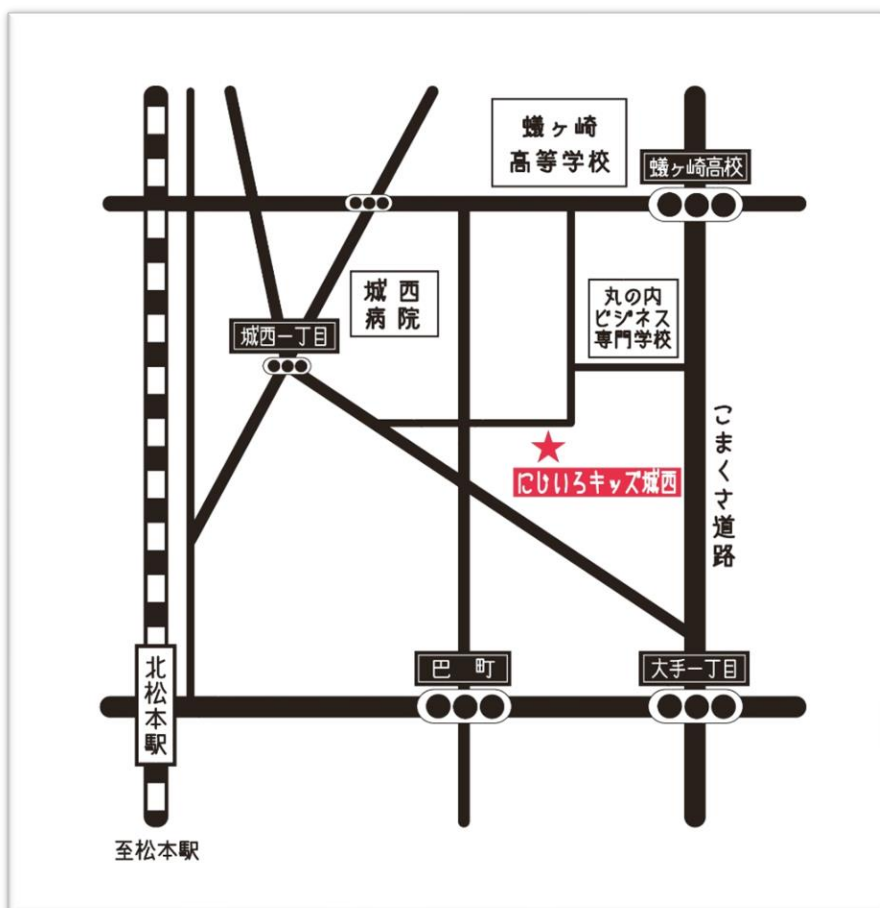 蟻ヶ崎
高等学校
蟻ヶ崎高校
城西
病院
丸の内
ビジネス
専門学校
城西一丁目
こまくさ道路
にじいろキッズ城西
北松本駅
巴町
大手一丁目
至松本駅